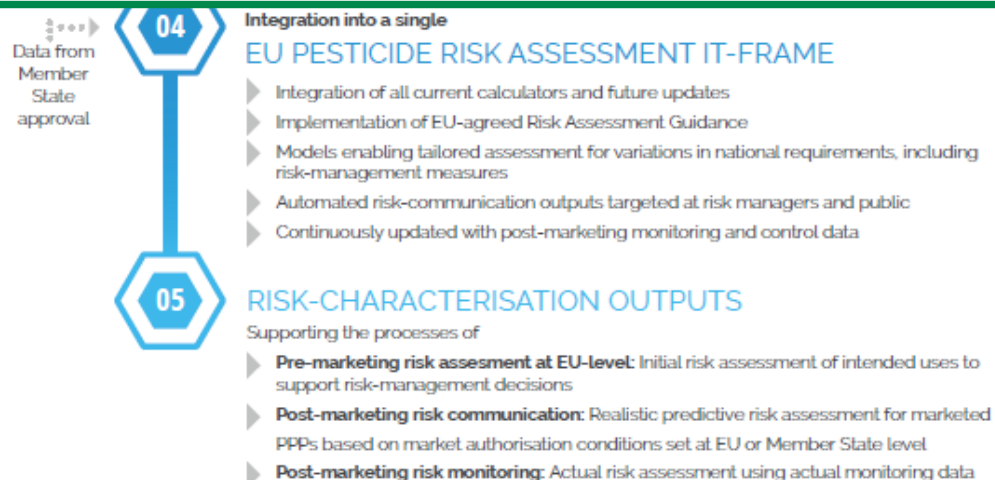 04
Data from
Member
State
approval
Integration into a single
EU PESTICIDE RISK ASSESSMENT IT-FRAME
Integration of all current calculators and future updates
Implementation of EU-agreed Risk Assessment Guidance
Models enabling tailored assessment for variations in national requirements, including
risk-management measures
Automated risk-communication outputs targeted at risk managers and public
Continuously updated with post-marketing monitoring and control data
05
RISK-CHARACTERISATION OUTPUTS
Supporting the processes of
Pre-marketing risk assesment at EU-level: Initial risk assessment of intended uses to
support risk-management decisions
Post-marketing risk communication: Realistic predictive risk assessment for marketed
PPPs based on market authorisation conditions set at EU or Member State level
Post-marketing risk monitoring: Actual risk assessment using actual monitoring data